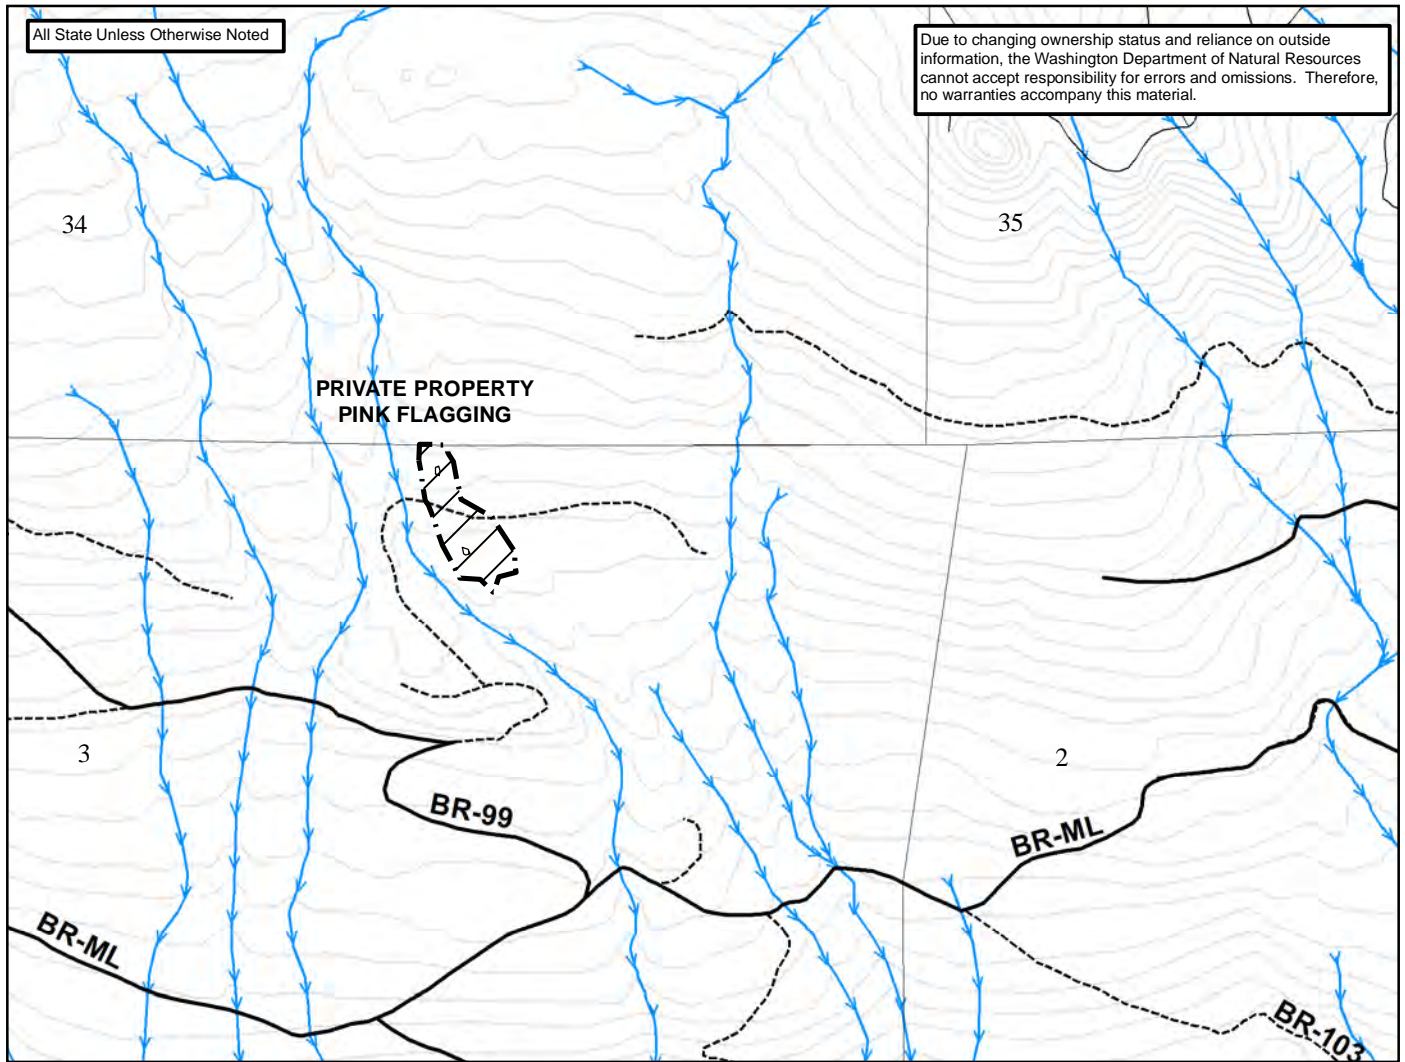 All State Unless Otherwise Noted
Due to changing ownership status and reliance on outside
information, the Washington Department of Natural Resources
cannot accept responsibility for errors and omissions.  Therefore,
no warranties accompany this material.
34
35
PRIVATE PROPERTY
PINK FLAGGING
3
2
BR-99
BR-ML
BR-ML
BR-103